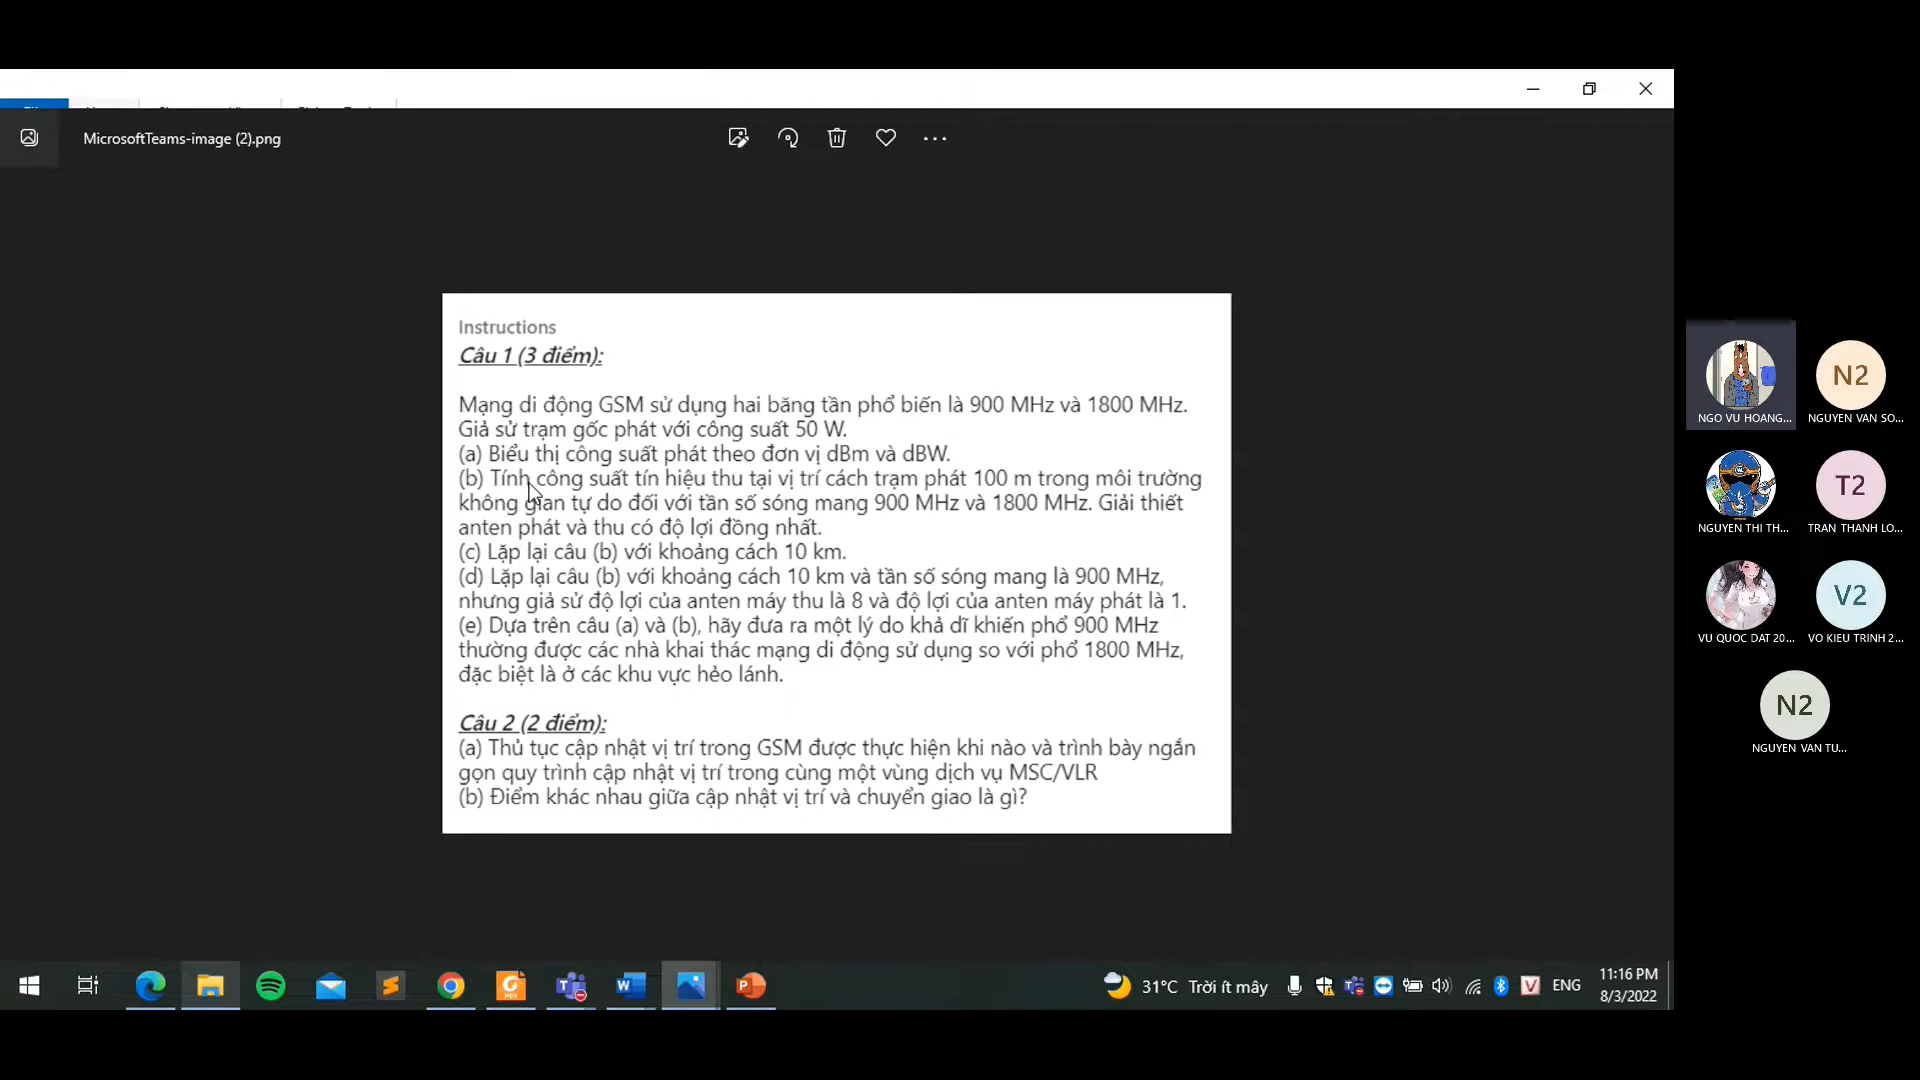 MicrosoftTeams-image (2).png
Instructions
Câu 1 (3 điểm):
Mạng di động GSM sử dụng hai băng tần phổ biến là 900 MHz và 1800 MHz.
Giả sử trạm gốc phát với công suất 50 W.
(a) Biểu thị công suất phát theo đơn vị dBm và dBW.
(b) Tính công suất tín hiệu thu tại vị trí cách trạm phát 100 m trong môi trường
không gian tự do đối với tần số sóng mang 900 MHz và 1800 MHz. Giải thiết
anten phát và thu có độ lợi đồng nhất.
(c) Lặp lại câu (b) với khoảng cách 10 km.
(d) Lặp lại câu (b) với khoảng cách 10 km và tần số sóng mang là 900 MHz,
nhưng giả sử độ lợi của anten máy thu là 8 và độ lợi của anten máy phát là 1.
(e) Dựa trên câu (a) và (b), hãy đưa ra một lý do khả dĩ khiến phổ 900 MHz
thường được các nhà khai thác mạng di động sử dụng so với phổ 1800 MHz,
đặc biệt là ở các khu vực hẻo lánh.
Câu 2 (2 điểm):
(a) Thủ tục cập nhật vị trí trong GSM được thực hiện khi nào và trình bày ngắn
gọn quy trình cập nhật vị trí trong cùng một vùng dịch vụ MSC/VLR
(b) Điểm khác nhau giữa cập nhật vị trí và chuyển giao là gì?
N2
NGO VU HOANG...
NGUYEN VAN SO...
T2
NGUYEN THI TH...
TRAN THANH LO...
V2
VU QUOC DAT 20...
VO KIEU TRINH 2...
N2
NGUYEN VAN TU...
31°C Trời ít mây
ENG
11:16 PM
8/3/2022